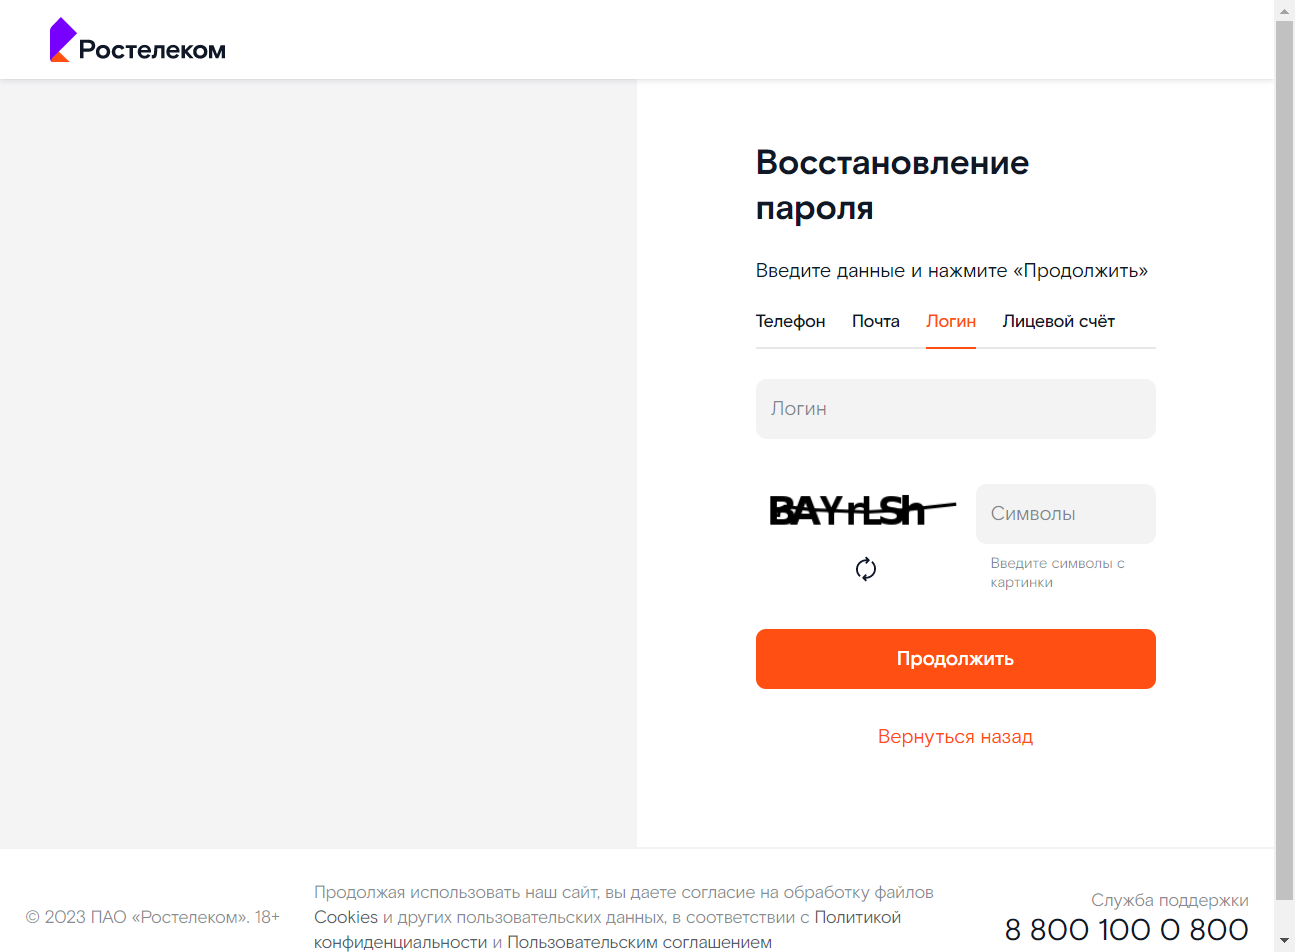 Ростелеком
Восстановление
пароля
Введите данные и нажмите «Продолжить»
Телефон Почта Логин Лицевой счёт
Логин
BAYrLSh
Символы
Введите символы с
картинки
Продолжить
Вернуться назад
© 2023 ПАО «Ростелеком». 18+
Продолжая использовать наш сайт, вы даете согласие на обработку файлов
Cookies и других пользовательских данных, в соответствии с Политикой
конфиденциальности и Пользовательским соглашением
Служба поддержки
8 800 100 0 800